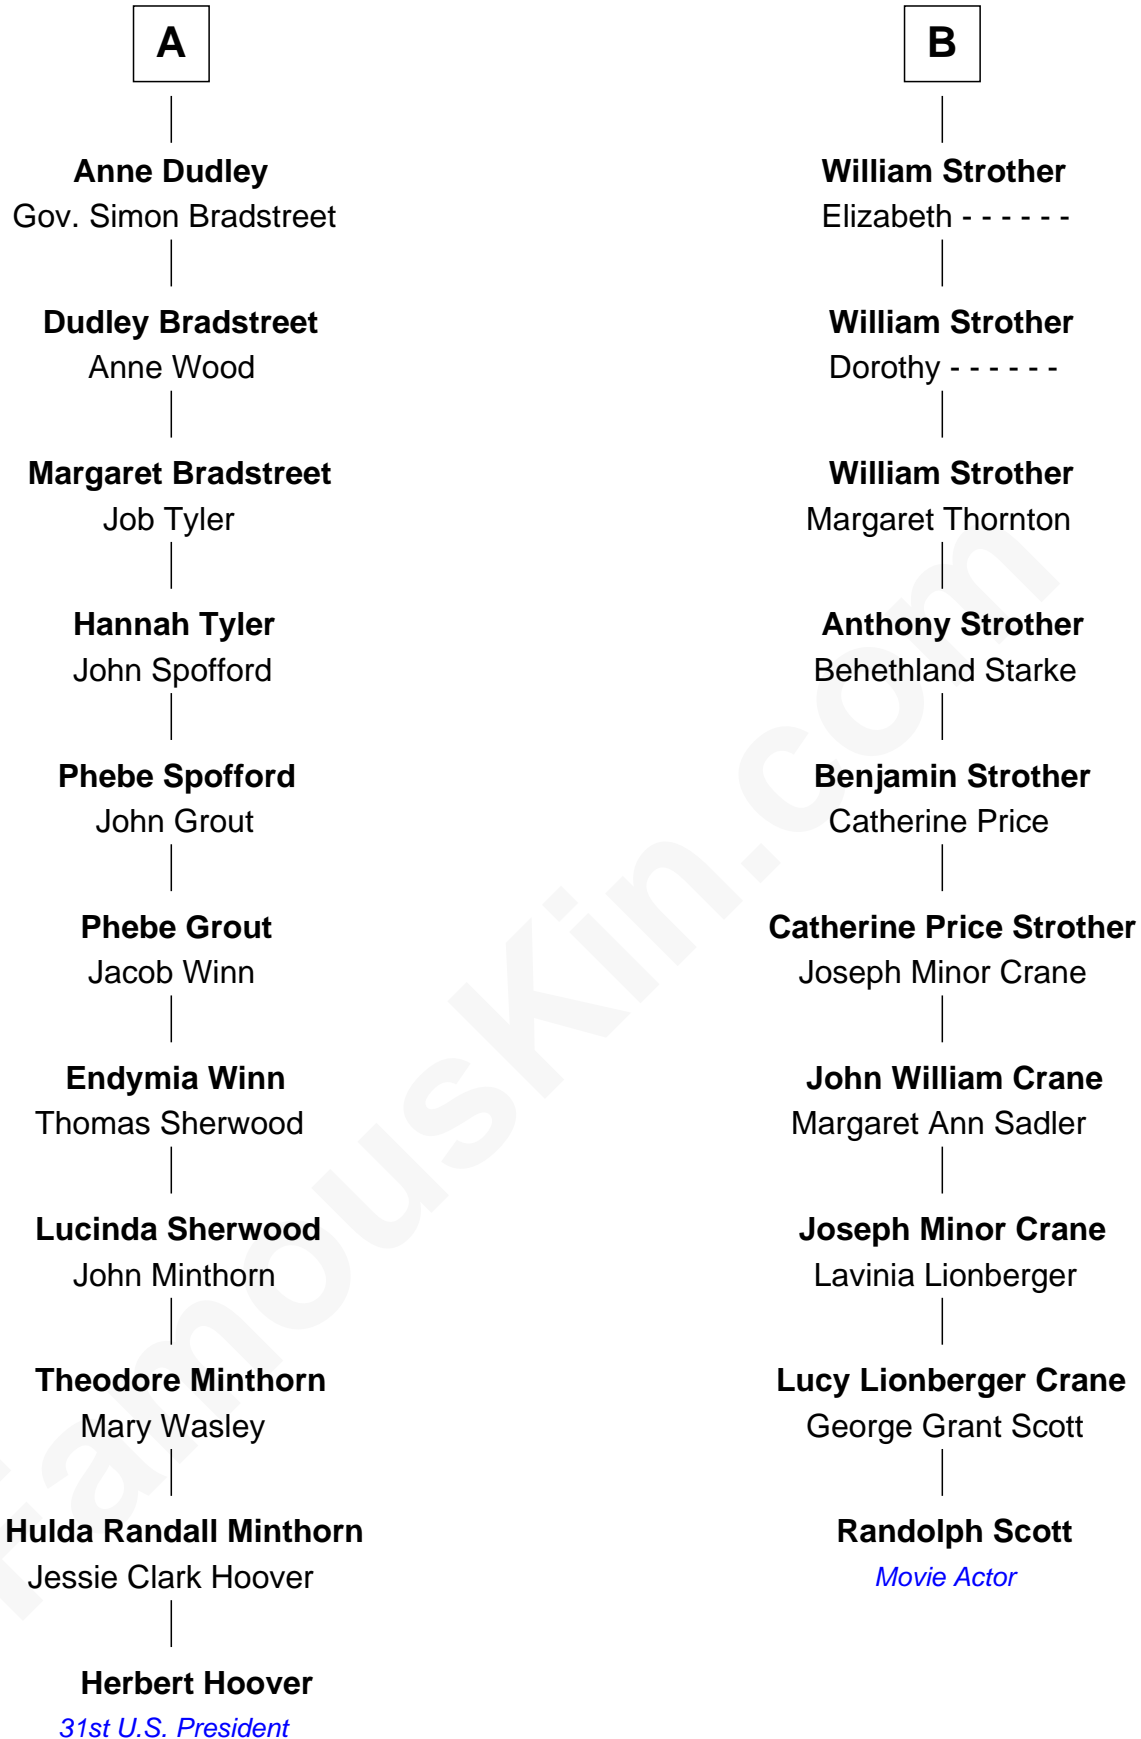 A
Anne Dudley
Gov. Simon Bradstreet
Dudley Bradstreet
Anne Wood
Margaret Bradstreet
Job Tyler
Hannah Tyler
John Spofford
Phebe Spofford
John Grout
Phebe Grout
Jacob Winn
Endymia Winn
Thomas Sherwood
Lucinda Sherwood
John Minthorn
Theodore Minthorn
Mary Wasley
Hulda Randall Minthorn
Jessie Clark Hoover
Herbert Hoover
31st U.S. President
B
William Strother
Elizabeth - - - - - -
William Strother
Dorothy - - - - - -
William Strother
Margaret Thornton
Anthony Strother
Behethland Starke
Benjamin Strother
Catherine Price
Catherine Price Strother
Joseph Minor Crane
John William Crane
Margaret Ann Sadler
Joseph Minor Crane
Lavinia Lionberger
Lucy Lionberger Crane
George Grant Scott
Randolph Scott
Movie Actor
FamousKin.com